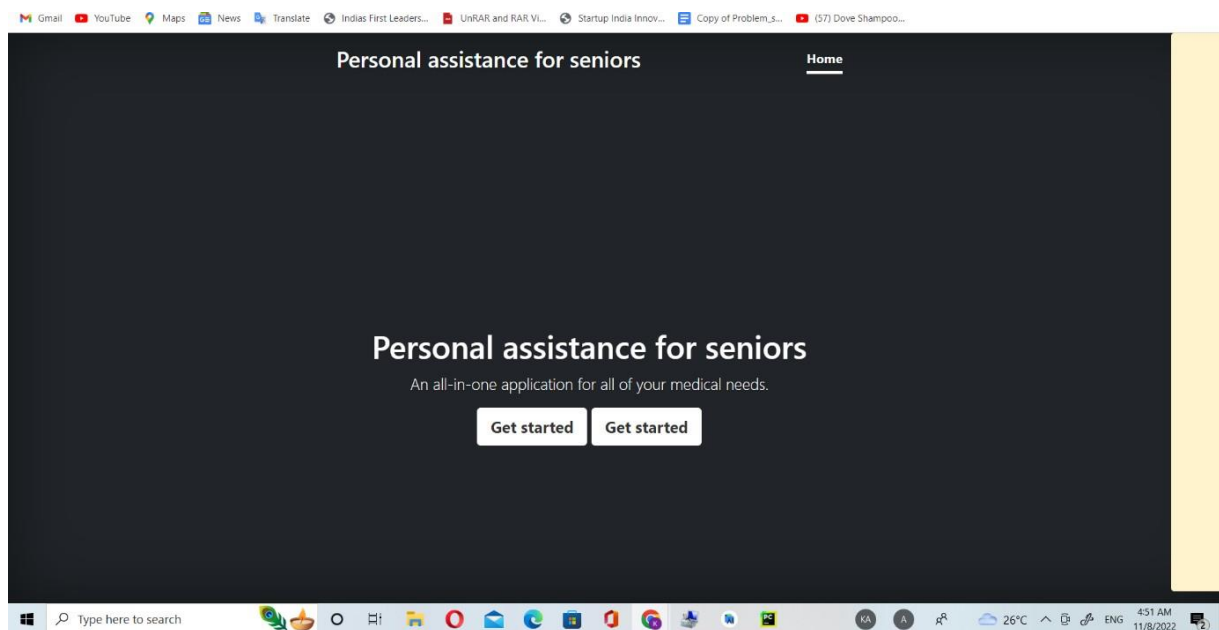 Gmail YouTube Maps News Translate Indias First Leaders... UnRAR and RAR Vi... Startup India Innov... Copy of Problem_s... (57) Dove Shampoo...
Personal assistance for seniors Home
Personal assistance for seniors
An all-in-one application for all of your medical needs.
Get started Get started
Type here to search KA A 26°C ENG 4:51 AM
11/8/2022 2